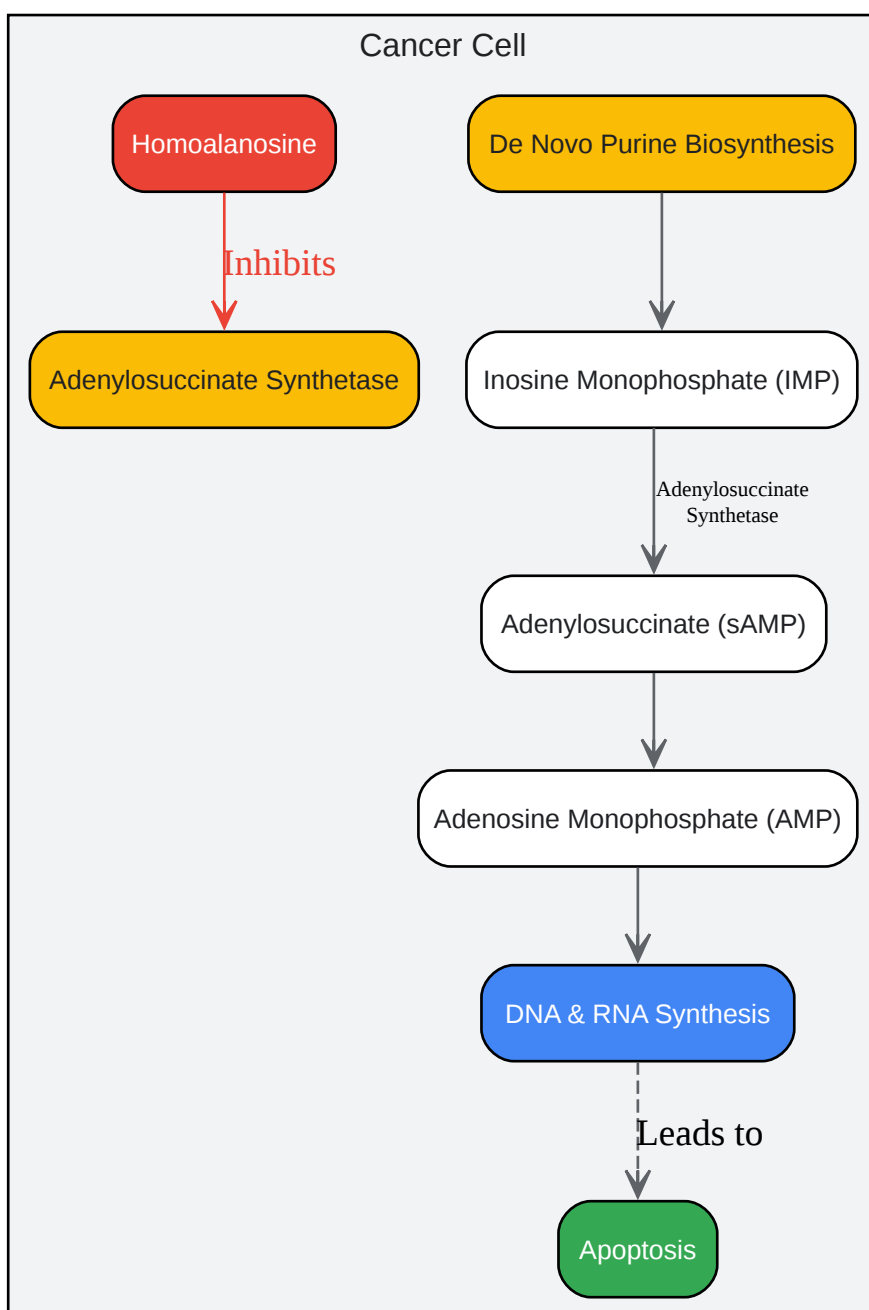 Cancer Cell
Homoalanosine
De Novo Purine Biosynthesis
Inhibits
Adenylosuccinate Synthetase
Inosine Monophosphate (IMP)
Adenylosuccinate
Synthetase
Adenylosuccinate (sAMP)
Adenosine Monophosphate (AMP)
DNA & RNA Synthesis
Leads to
Apoptosis